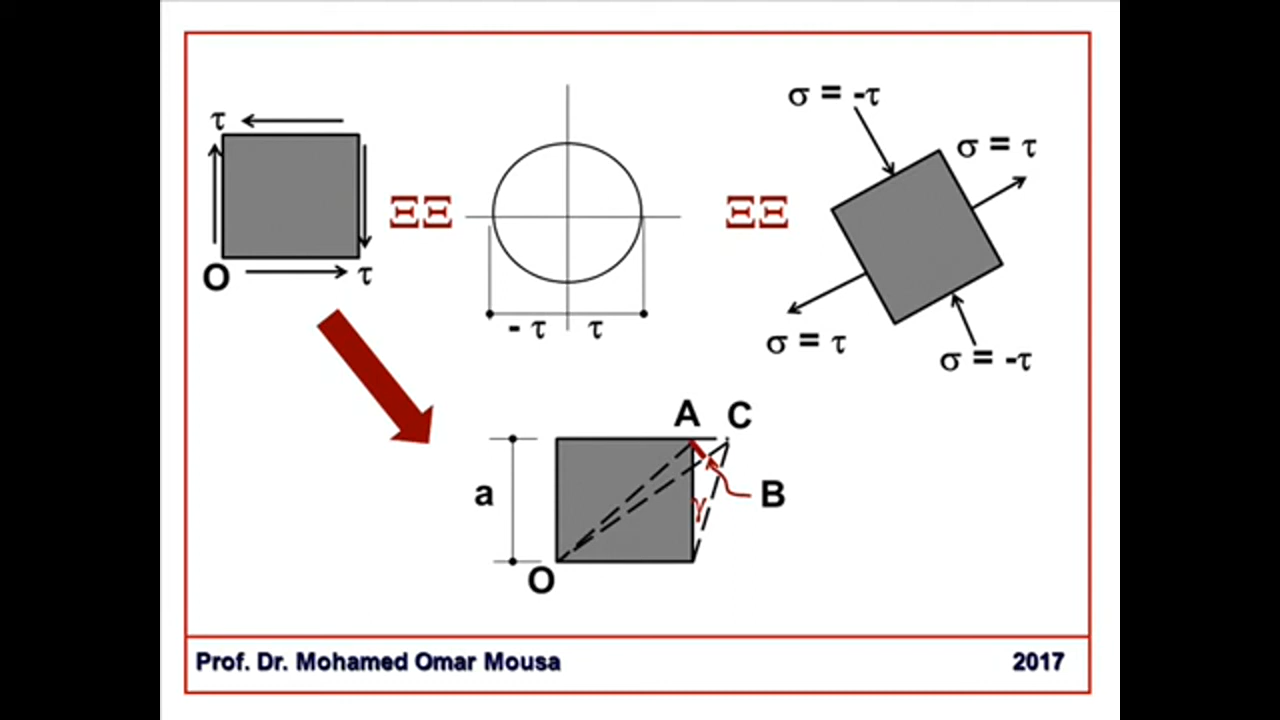 σ = -τ
τ
σ = τ
ΞΞ
ΞΞ
O
τ
- τ
τ
σ = τ
σ = -τ
A
C
a
γ
B
O
Prof. Dr. Mohamed Omar Mousa
2017